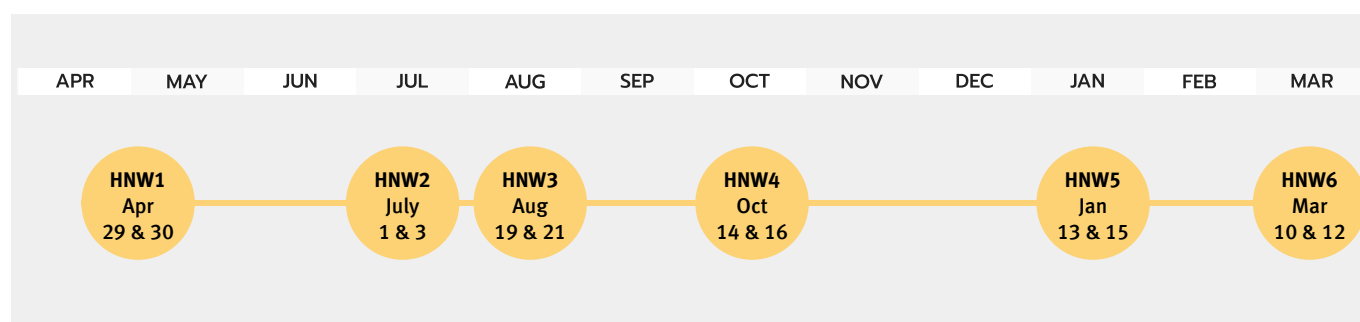 APR MAY JUN JUL AUG SEP OCT NOV DEC JAN FEB MAR
HNW1
Apr
29 & 30
HNW2
July
1 & 3
HNW3
Aug
19 & 21
HNW4
Oct
14 & 16
HNW5
Jan
13 & 15
HNW6
Mar
10 & 12